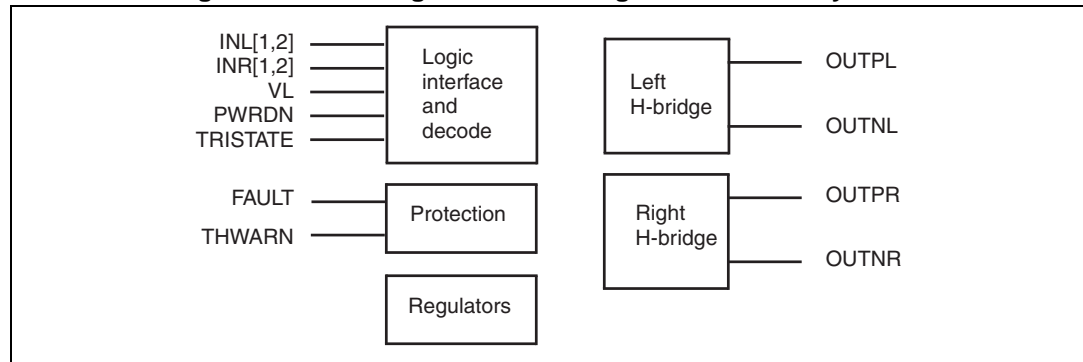 INL[1,2]
INR[1,2]
VL
PWRDN
TRISTATE
Logic
interface
and
decode
FAULT
THWARN
Protection
Regulators
Left
H-bridge
OUTPL
OUTNL
Right
H-bridge
OUTPR
OUTNR